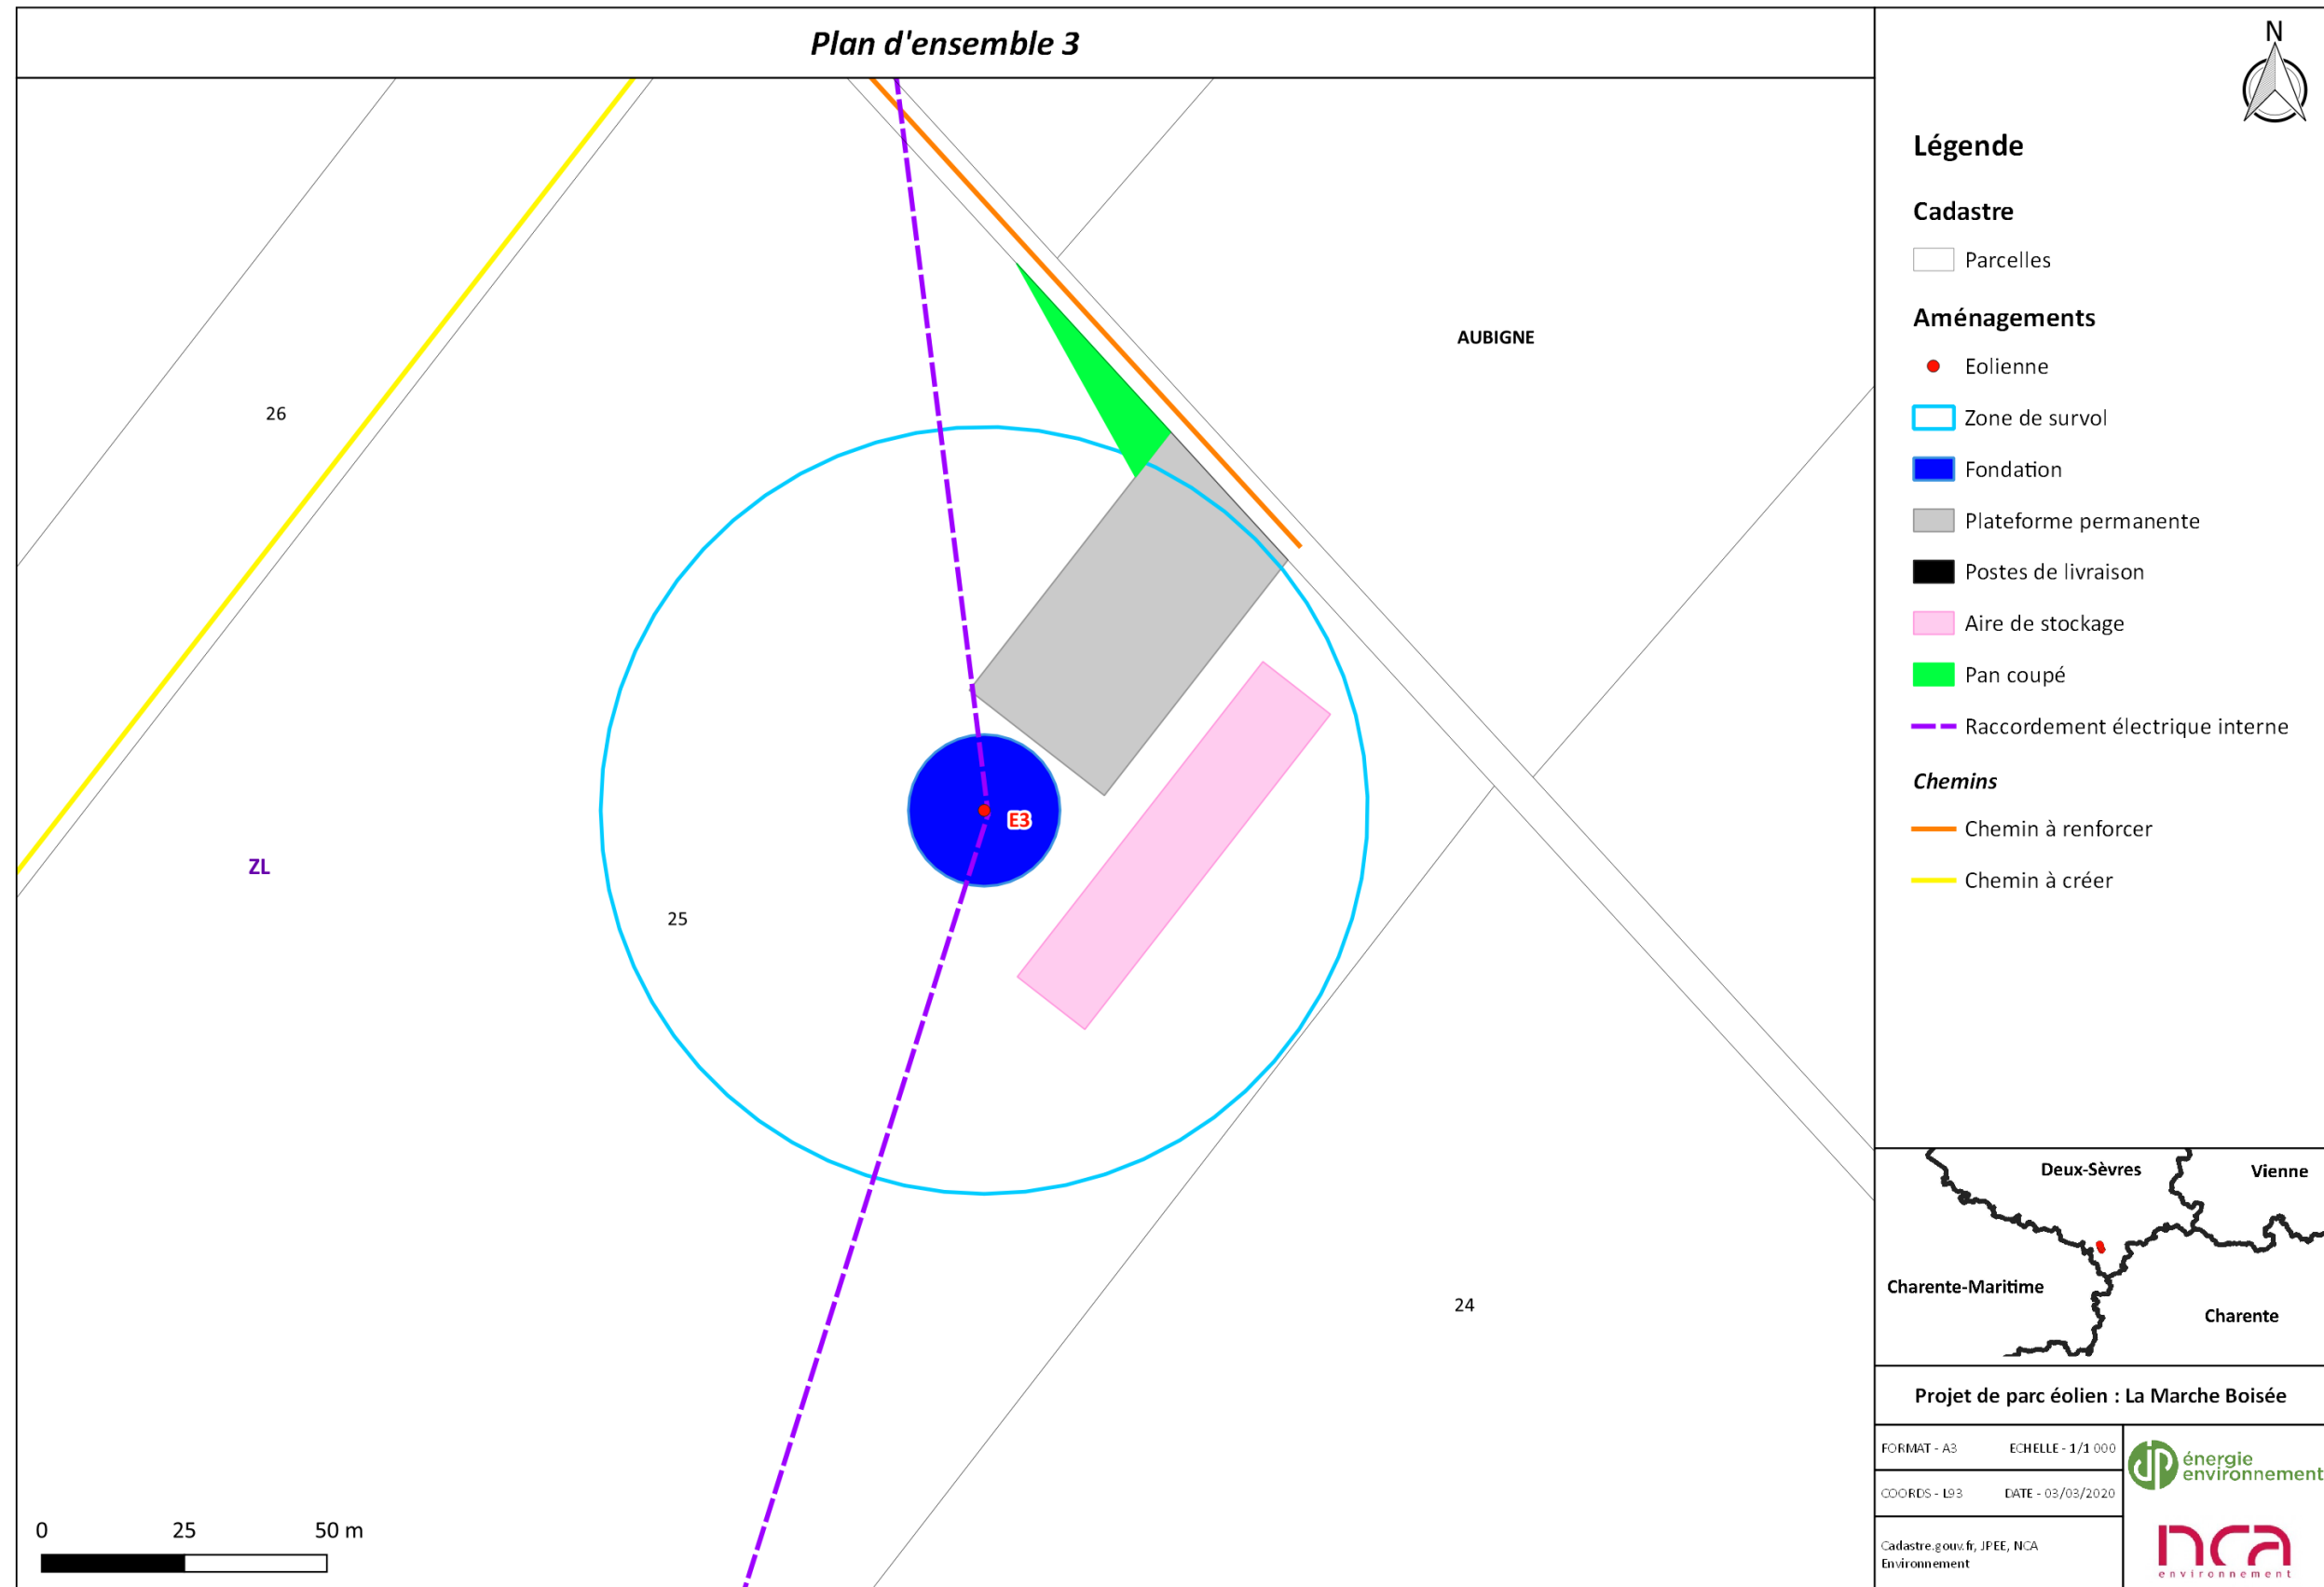 Plan d'ensemble 3
N
Légende
Cadastre
Parcelles
Aménagements
Eolienne
Zone de survol
Fondation
Plateforme permanente
Postes de livraison
Aire de stockage
Pan coupé
Raccordement électrique interne
Chemins
Chemin à renforcer
Chemin à créer
AUBIGNE
26
ZL
E3
25
24
0 25 50 m
Deux-Sèvres
Vienne
Charente-Maritime
Charente
Projet de parc éolien : La Marche Boisée
FORMAT - A3 ECHELLE - 1/1 000
COORDS - L93 DATE - 03/03/2020
Cadastre.gouv.fr, JPEE, NCA
Environnement
jp énergie
environnement
nca
environnement